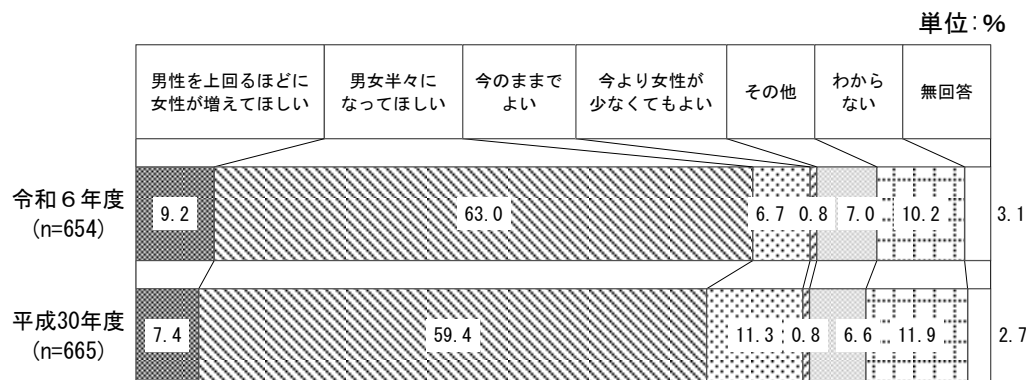 単位：%
男性を上回るほどに
女性が増えてほしい
男女半々に
なってほしい
今のままで
よい
今より女性が
少なくてもよい
その他
わから
ない
無回答
令和６年度
(n=654)
9.2
63.0
6.7
0.8
7.0
10.2
3.1
平成30年度
(n=665)
7.4
59.4
11.3
0.8
6.6
11.9
2.7